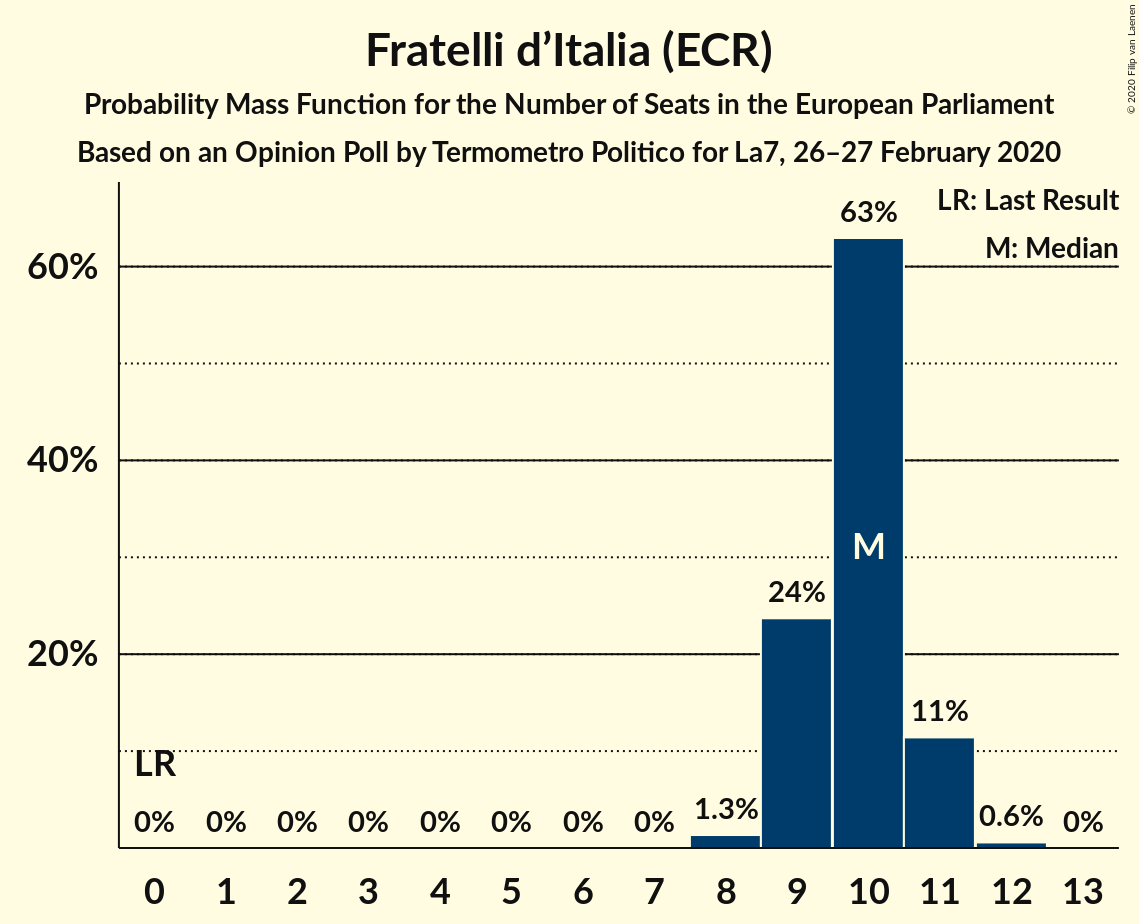 Fratelli d’Italia (ECR)
Probability Mass Function for the Number of Seats in the European Parliament
Based on an Opinion Poll by Termometro Politico for La7, 26–27 February 2020
© 2020 Filip van Laenen
LR: Last Result
M: Median
60%
40%
20%
LR
0% 0% 0% 0% 0% 0% 0% 0% 1.3% 24% 63% 11% 0.6% 0%
M
0 1 2 3 4 5 6 7 8 9 10 11 12 13